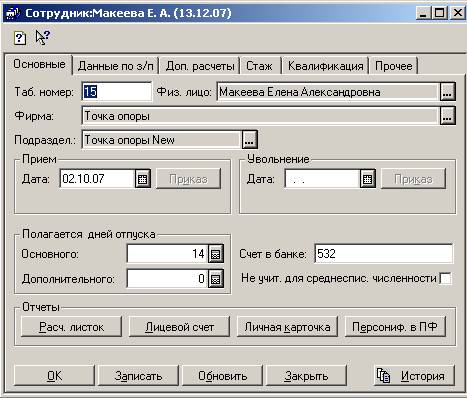 Сотрудник:Макеева Е. А. (13.12.07)
Основные Данные по з/п Доп. расчеты Стаж Квалификация Прочее
Таб. номер: 15 Физ. лицо: Макеева Елена Александровна ...
Фирма: Точка опоры ...
Подраздел.: Точка опоры New ...
Прием Увольнение
Дата: 02.10.07 Приказ Дата: . . Приказ
Полагается дней отпуска
Основного: 14 Счет в банке: 532
Дополнительного: 0 Не учит. для среднеспис. численности
Отчеты
Расч. листок Лицевой счет Личная карточка Персониф. в ПФ
OK Записать Обновить Закрыть История